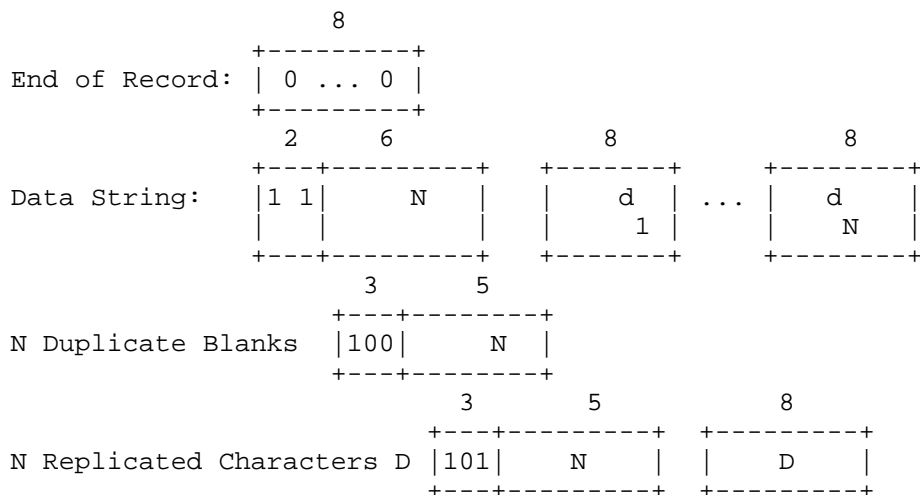 8
          +---------+
End of Record: | 0 ... 0 |
          +---------+
            2     6                8               8
          +---+---------+    +-------+       +--------+
Data String:   |1 1|     N   |    |    d  | ... |   d    |
          |   |         |    |     1 |       |    N   |
          +---+---------+    +-------+       +--------+
                 3      5
               +---+--------+
N Duplicate Blanks  |100|     N  |
               +---+--------+
                      3       5            8
                    +---+---------+  +---------+
N Replicated Characters D |101|    N    |  |    D    |
                    +---+---------+  +---------+